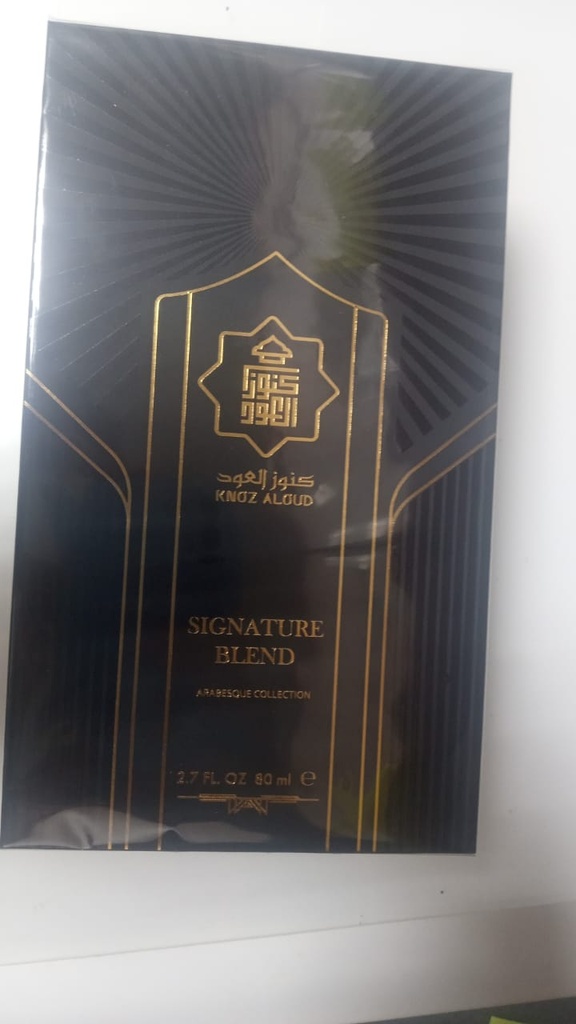 كنوز
العود
كنوز العود
KNOZ ALOUD
SIGNATURE
BLEND
ARABESQUE COLLECTION
2.7 FL. OZ 80 ml e